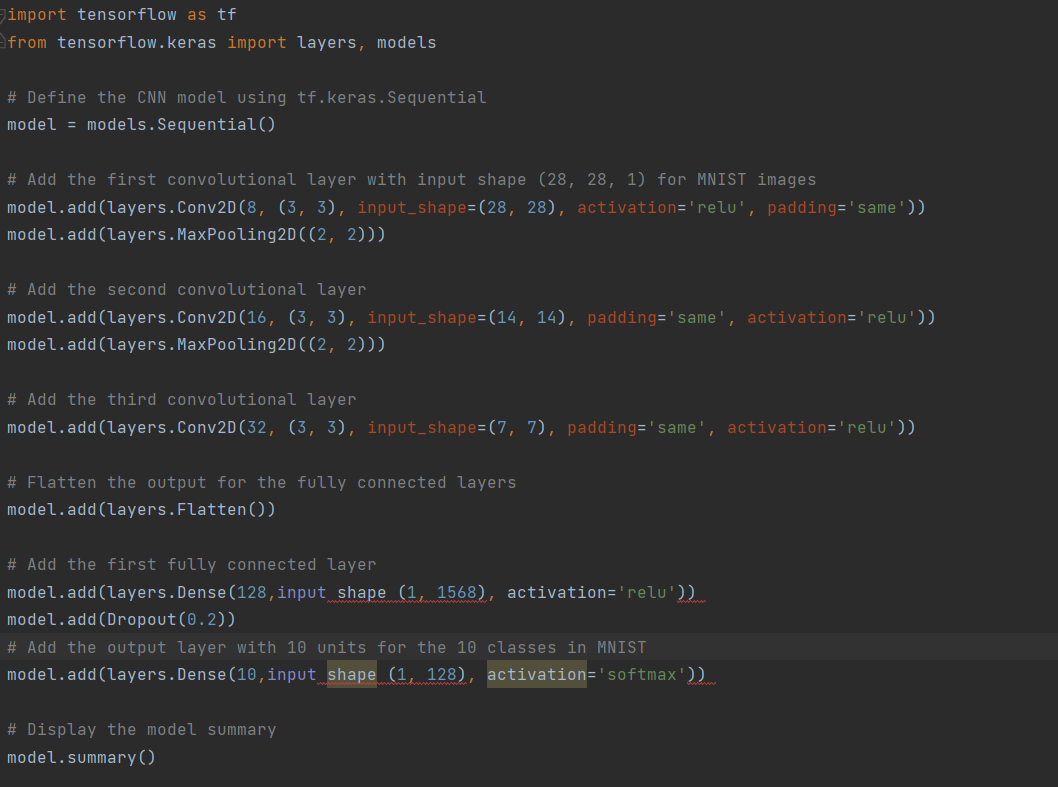 import tensorflow as tf
from tensorflow.keras import layers, models
# Define the CNN model using tf.keras.Sequential
model = models.Sequential()
# Add the first convolutional layer with input shape (28, 28, 1) for MNIST images
model.add(layers.Conv2D(8, (3, 3), input_shape=(28, 28), activation='relu', padding='same'))
model.add(layers.MaxPooling2D((2, 2)))
# Add the second convolutional layer
model.add(layers.Conv2D(16, (3, 3), input_shape=(14, 14), padding='same', activation='relu'))
model.add(layers.MaxPooling2D((2, 2)))
# Add the third convolutional layer
model.add(layers.Conv2D(32, (3, 3), input_shape=(7, 7), padding='same', activation='relu'))
# Flatten the output for the fully connected layers
model.add(layers.Flatten())
# Add the first fully connected layer
model.add(layers.Dense(128,input shape (1, 1568), activation='relu'))
model.add(Dropout(0.2))
# Add the output layer with 10 units for the 10 classes in MNIST
model.add(layers.Dense(10,input shape (1, 128), activation='softmax'))
# Display the model summary
model.summary()